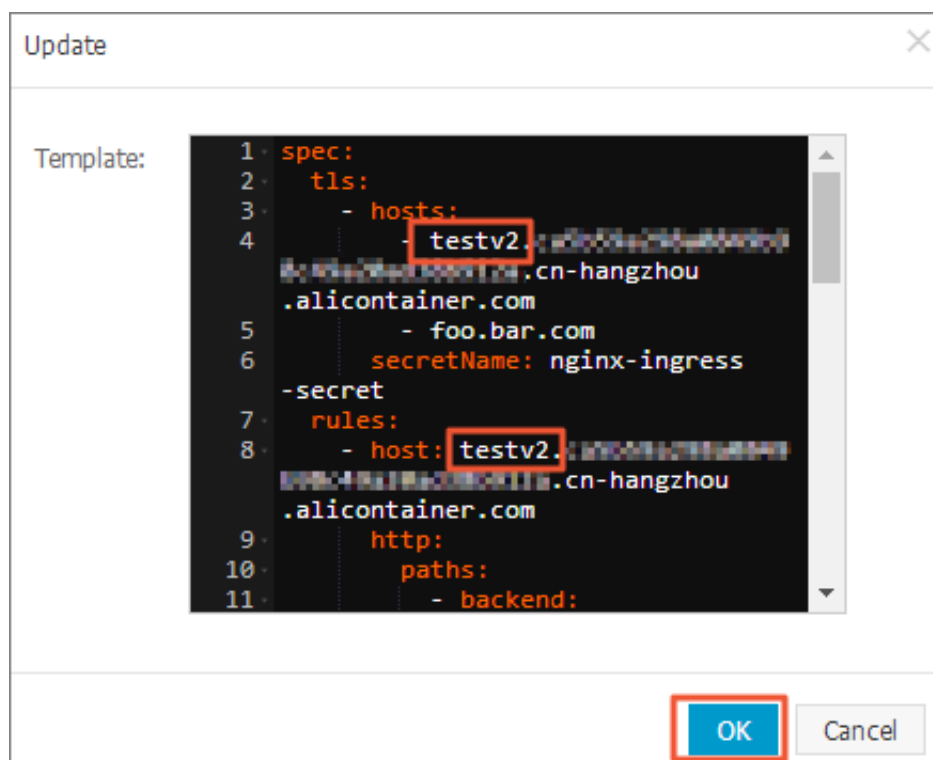 Update
Template:
1 spec:
2 tls:
3 - hosts:
4 - testv2.
.cn-hangzhou
.alicontainer.com
5 - foo.bar.com
6 secretName: nginx-ingress
-secret
7 rules:
8 - host: testv2.
.cn-hangzhou
.alicontainer.com
9 http:
10 paths:
11 - backend:
OK Cancel